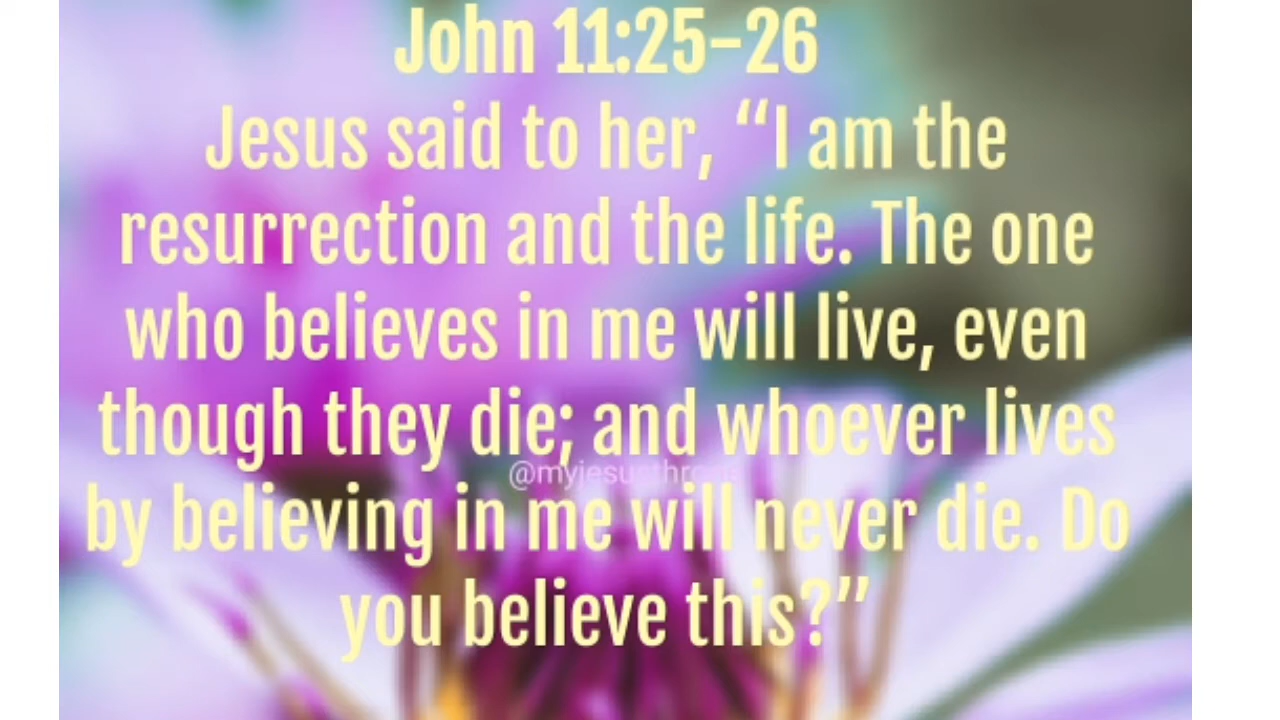 John 11:25-26
Jesus said to her, “I am the
resurrection and the life. The one
who believes in me will live, even
though they die; and whoever lives
@myjesusthrone
by believing in me will never die. Do
you believe this?”